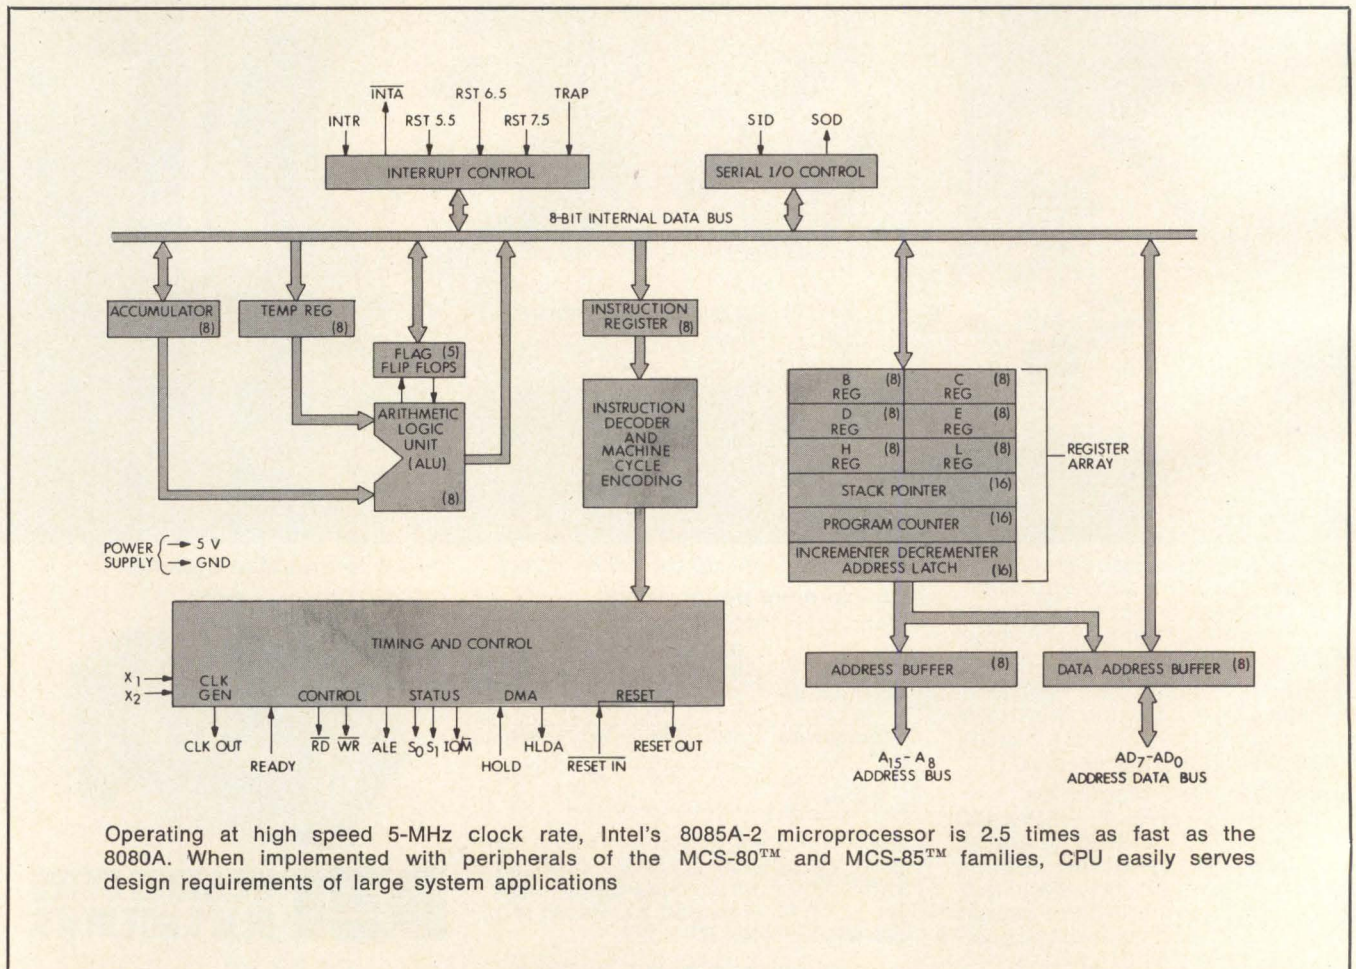 INTR
INTA
RST 5.5
RST 6.5
RST 7.5
TRAP
INTERRUPT CONTROL
SID
SOD
SERIAL I/O CONTROL
8-BIT INTERNAL DATA BUS
ACCUMULATOR
(8)
TEMP REG
(8)
FLAG (5)
FLIP FLOPS
ARITHMETIC
LOGIC
UNIT
(ALU)
(8)
INSTRUCTION
REGISTER (8)
INSTRUCTION
DECODER
AND
MACHINE
CYCLE
ENCODING
B (8)
REG
C (8)
REG
D (8)
REG
E (8)
REG
H (8)
REG
L (8)
REG
STACK POINTER (16)
PROGRAM COUNTER (16)
INCREMENTER DECREMENTER
ADDRESS LATCH (16)
REGISTER
ARRAY
POWER
SUPPLY
5 V
GND
TIMING AND CONTROL
X1
X2
CLK
GEN
CONTROL
STATUS
DMA
RESET
CLK OUT
READY
RD
WR
ALE
S0
S1
IO/M
HOLD
HLDA
RESET IN
RESET OUT
ADDRESS BUFFER (8)
DATA ADDRESS BUFFER (8)
A15-A8
ADDRESS BUS
AD7-AD0
ADDRESS DATA BUS
Operating at high speed 5-MHz clock rate, Intel's 8085A-2 microprocessor is 2.5 times as fast as the
8080A. When implemented with peripherals of the MCS-80™ and MCS-85™ families, CPU easily serves
design requirements of large system applications